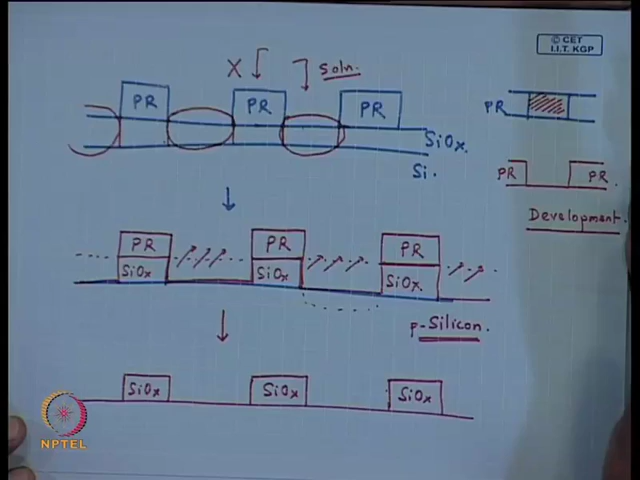 © CET
I.I.T. KGP
X soln.
PR PR PR
SiOx.
Si.
PR
PR PR.
Development.
PR PR PR
SiOx SiOx SiOx.
p-Silicon.
SiOx SiOx SiOx
NPTEL